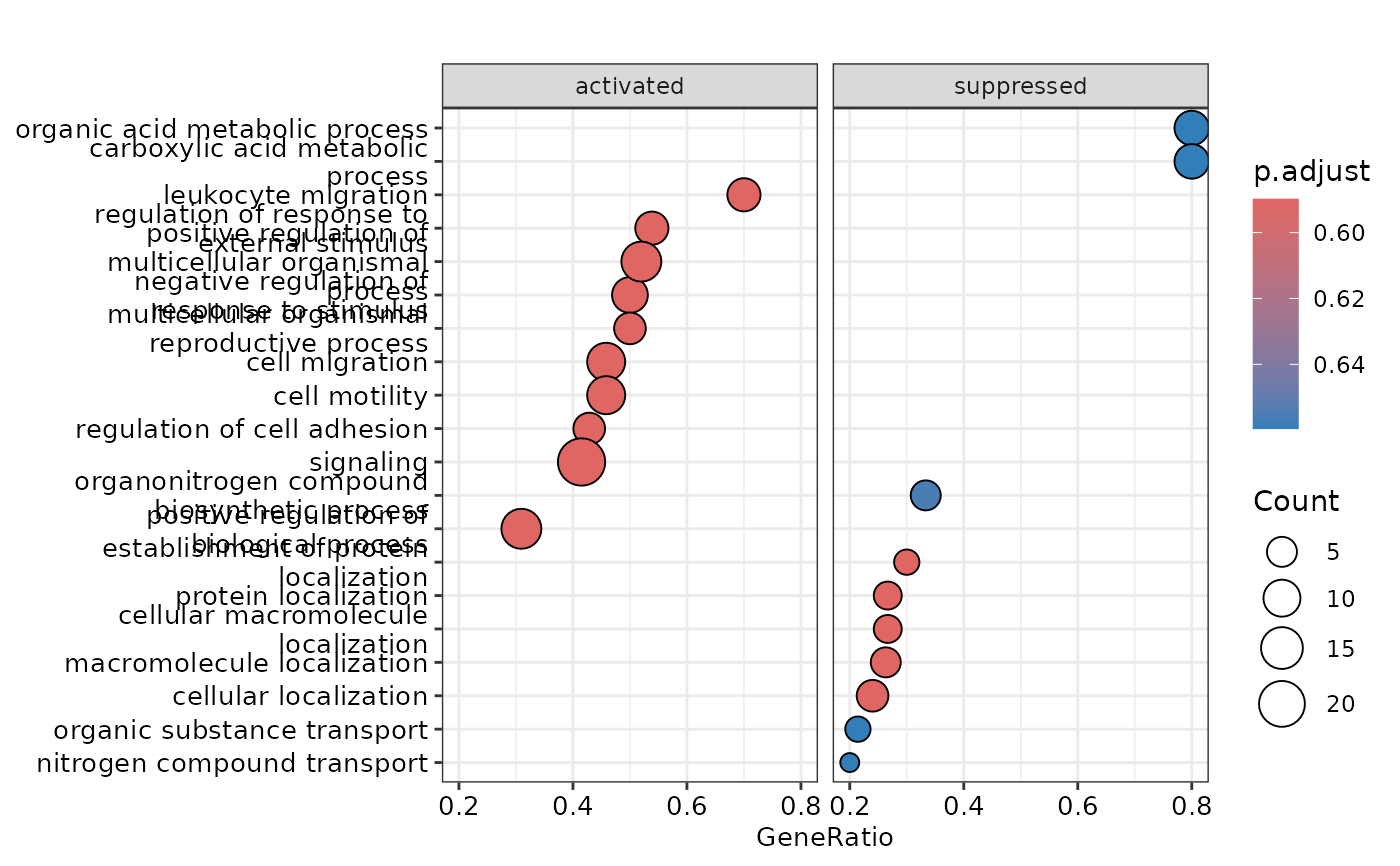 activated
suppressed
organic acid metabolic process
carboxylic acid metabolic
process
leukocyte migration
regulation of response to
external stimulus
positive regulation of
multicellular organismal
process
negative regulation of
response to stimulus
multicellular organismal
reproductive process
cell migration
cell motility
regulation of cell adhesion
signaling
organonitrogen compound
biosynthetic process
positive regulation of
biological process
establishment of protein
localization
protein localization
cellular macromolecule
localization
macromolecule localization
cellular localization
organic substance transport
nitrogen compound transport
0.2 0.4 0.6 0.8
0.2 0.4 0.6 0.8
GeneRatio
p.adjust
0.60
0.62
0.64
Count
5
10
15
20